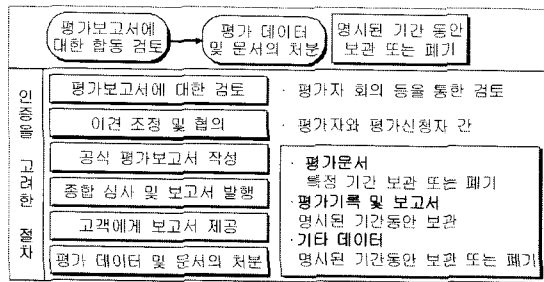 평가보고서에
대한 합동 검토
평가 데이터
및 문서의 처분
명시된 기간 동안
보관 또는 폐기
인증을 고려한 절차
평가보고서에 대한 검토
· 평가자 회의 등을 통한 검토
이견 조정 및 협의
· 평가자와 평가신청자 간
공식 평가보고서 작성
종합 심사 및 보고서 발행
고객에게 보고서 제공
평가 데이터 및 문서의 처분
· 평가문서
특정 기간 보관 또는 폐기
·평가기록 및 보고서
명시된 기간동안 보관
·기타 데이터
명시된 기간동안 보관 또는 폐기